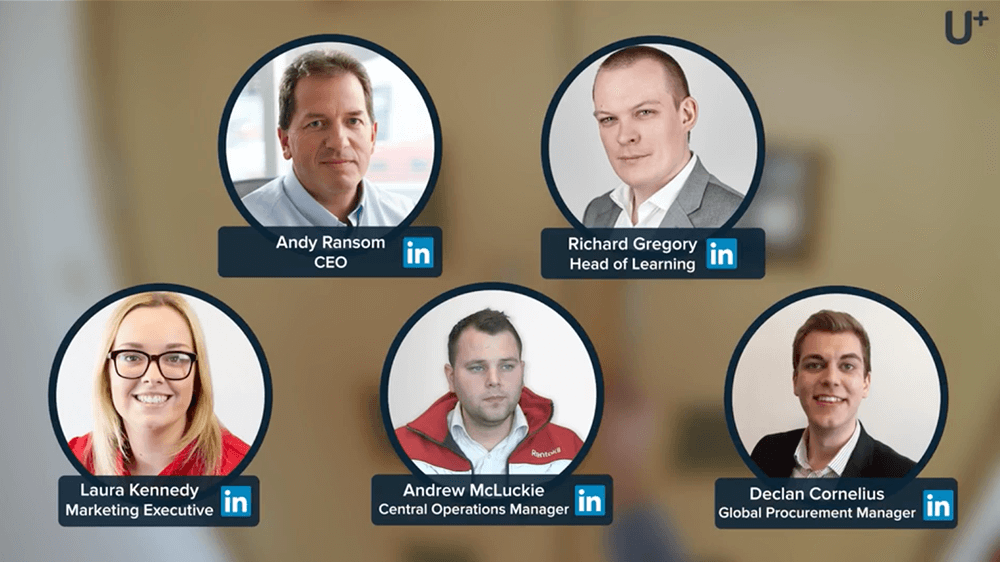 U+
Andy Ransom
CEO
in
Richard Gregory
Head of Learning
in
Rentokil
Laura Kennedy
Marketing Executive
in
Andrew McLuckie
Central Operations Manager
in
Declan Cornelius
Global Procurement Manager
in